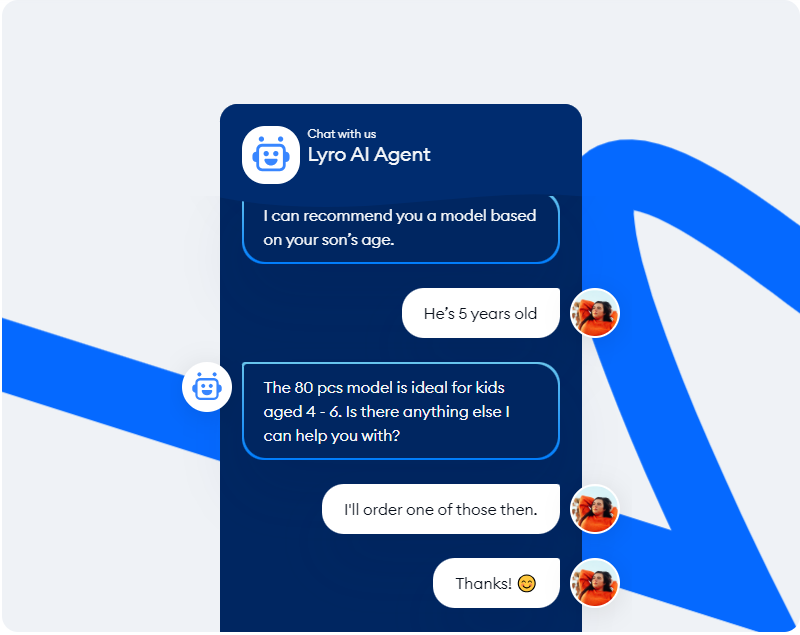 Chat with us
Lyro AI Agent
I can recommend you a model based
on your son’s age.
He’s 5 years old
The 80 pcs model is ideal for kids
aged 4 - 6. Is there anything else I
can help you with?
I'll order one of those then.
Thanks! 😊